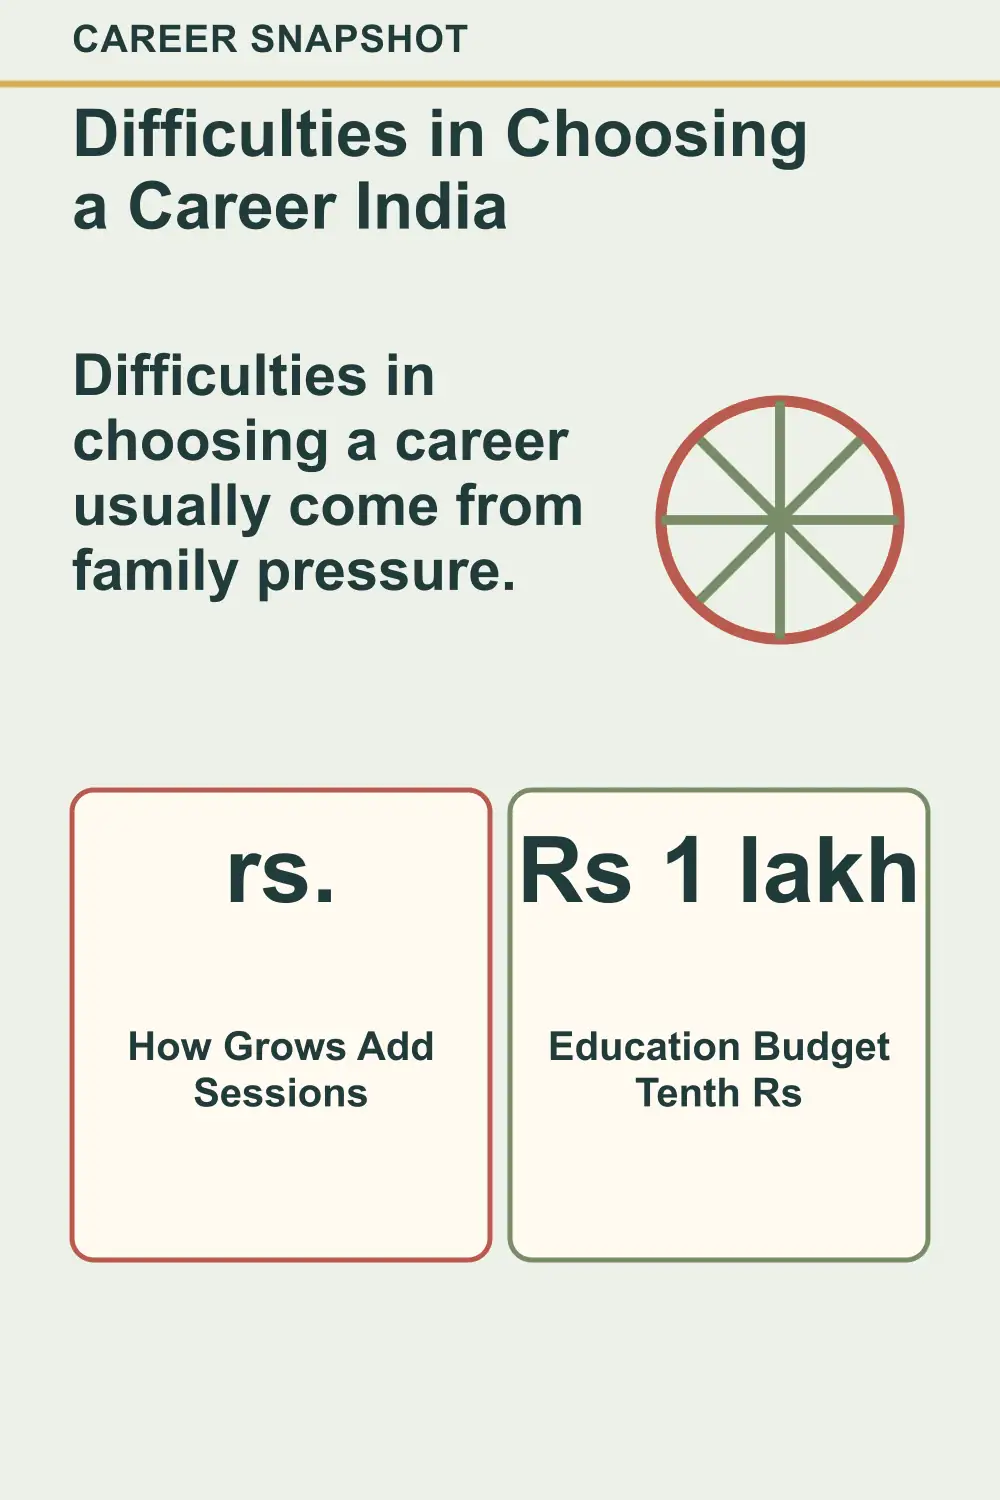 CAREER SNAPSHOT
Difficulties in Choosing
a Career India
Difficulties in
choosing a career
usually come from
family pressure.
rs.
How Grows Add
Sessions
Rs 1 lakh
Education Budget
Tenth Rs